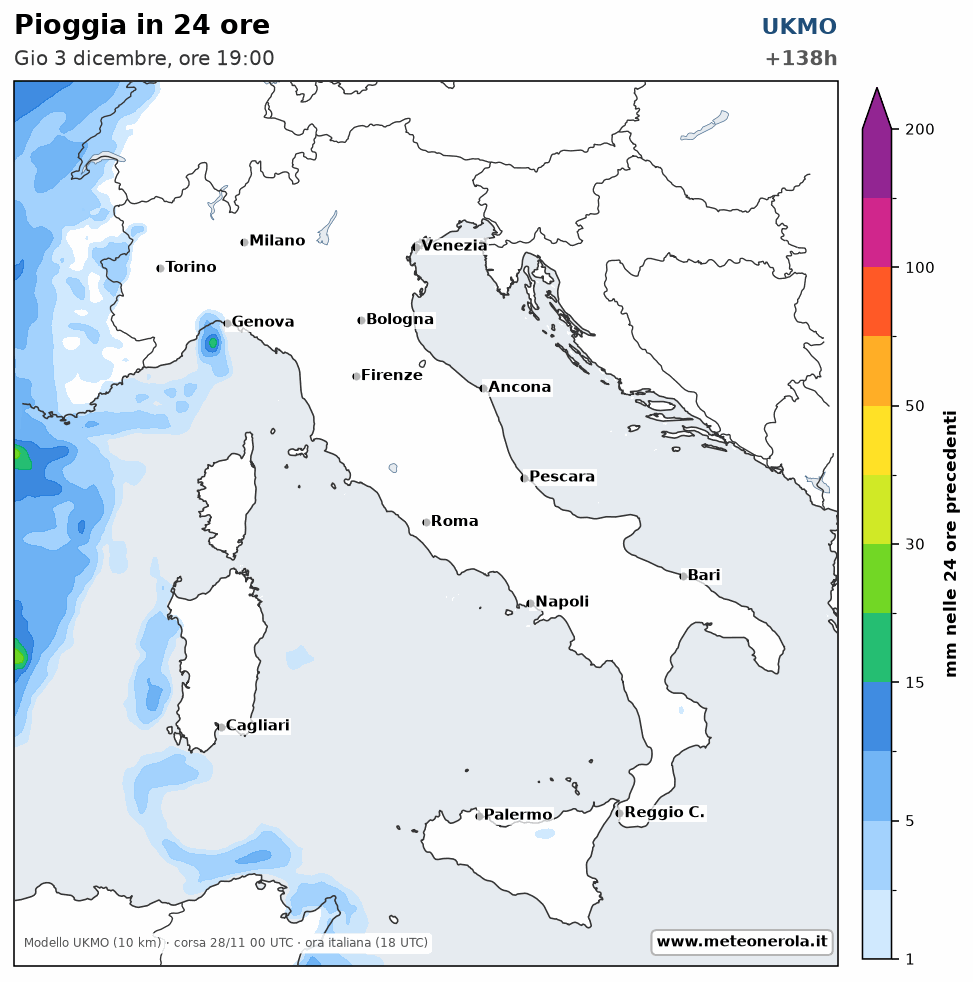 Pioggia in 24 ore
UKMO
Gio 3 dicembre, ore 19:00
+138h
200
100
50
30
15
5
1
mm nelle 24 ore precedenti
Milano
Venezia
Torino
Genova
Bologna
Firenze
Ancona
Pescara
Roma
Bari
Napoli
Cagliari
Palermo
Reggio C.
Modello UKMO (10 km) · corsa 28/11 00 UTC · ora italiana (18 UTC)
www.meteonerola.it